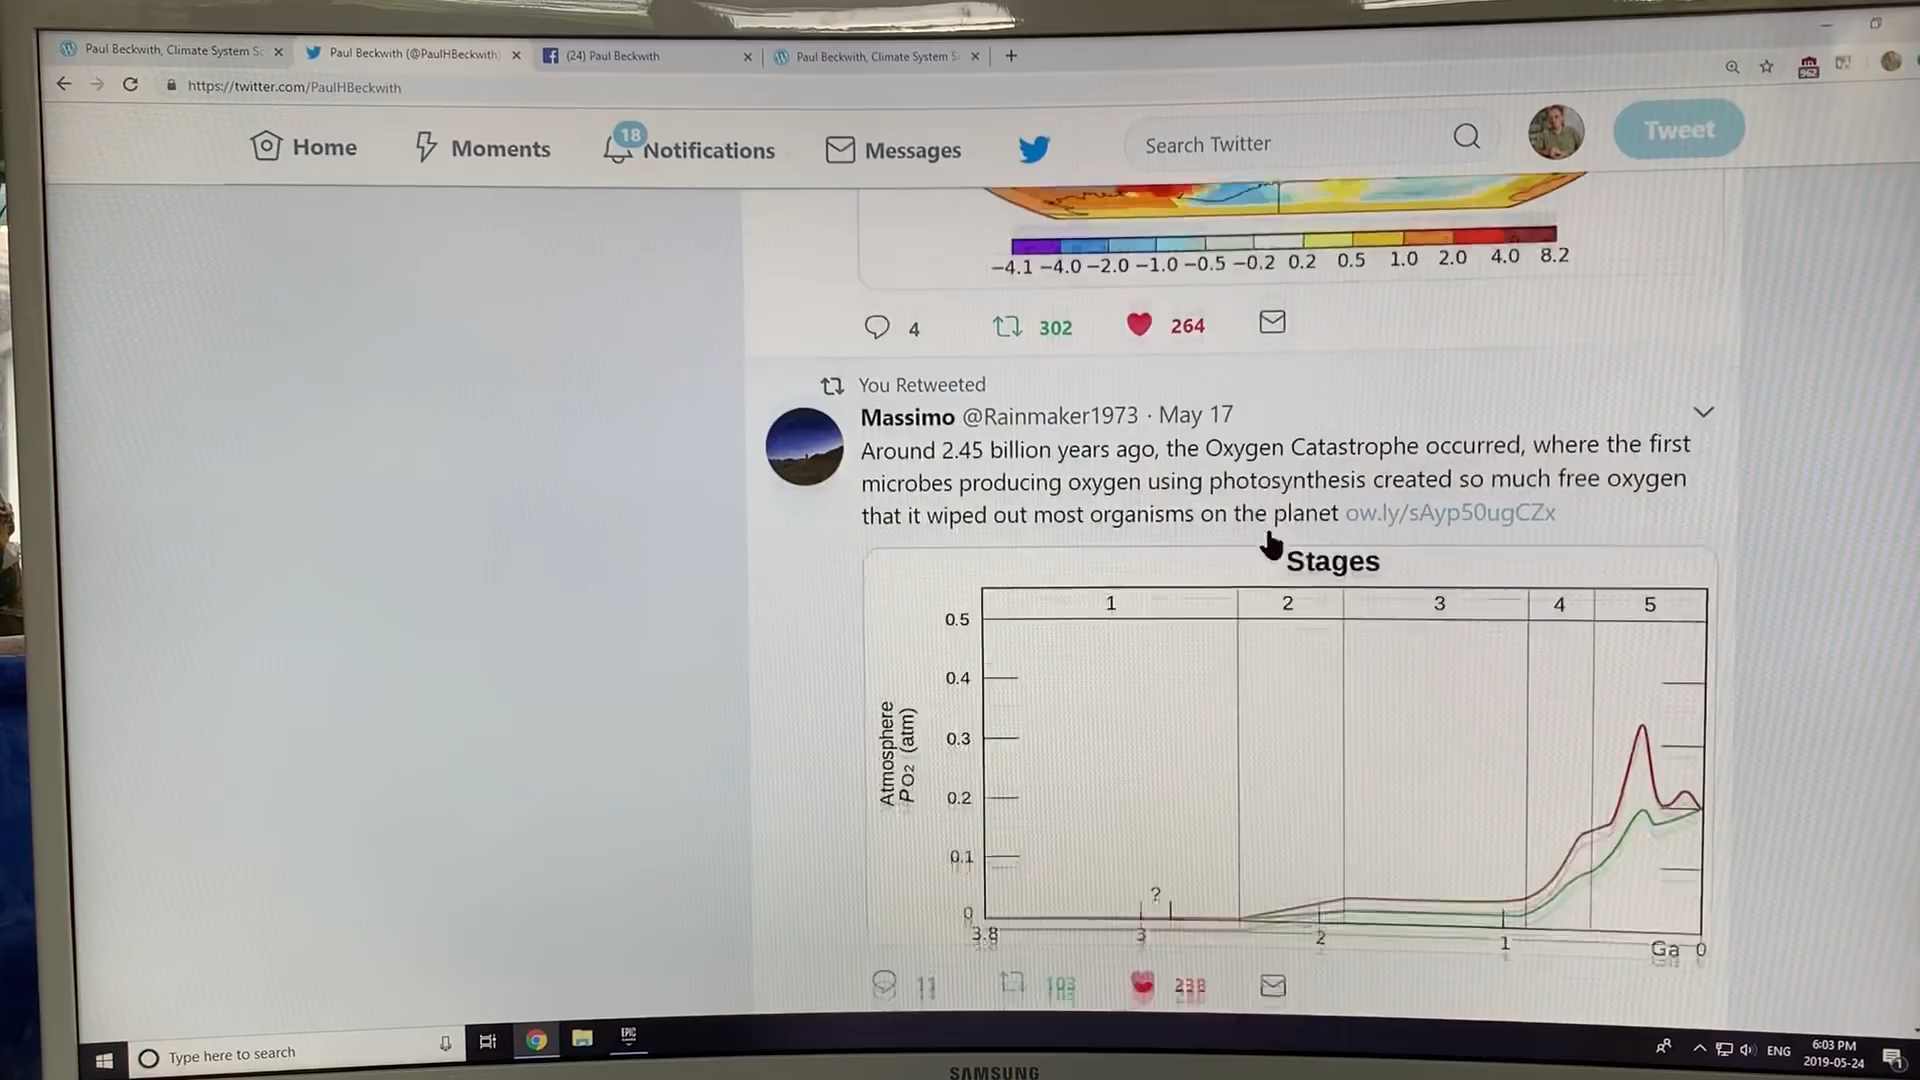 Paul Beckwith, Climate System Sc
Paul Beckwith (@PaulHBeckwith)
(24) Paul Beckwith
Paul Beckwith, Climate System S
https://twitter.com/PaulHBeckwith
962
Home
Moments
18
Notifications
Messages
Search Twitter
Tweet
−4.1 −4.0 −2.0 −1.0 −0.5 −0.2 0.2 0.5 1.0 2.0 4.0 8.2
4 302 264
You Retweeted
Massimo @Rainmaker1973 · May 17
Around 2.45 billion years ago, the Oxygen Catastrophe occurred, where the first
microbes producing oxygen using photosynthesis created so much free oxygen
that it wiped out most organisms on the planet ow.ly/sAyp50ugCZx
Stages
1 2 3 4 5
0.5
0.4
0.3
0.2
0.1
0
Atmosphere
PO2 (atm)
?
3.8 3 2 1 Ga 0
11 193 238
Type here to search
EPIC
ENG
6:03 PM
2019-05-24
1
SAMSUNG